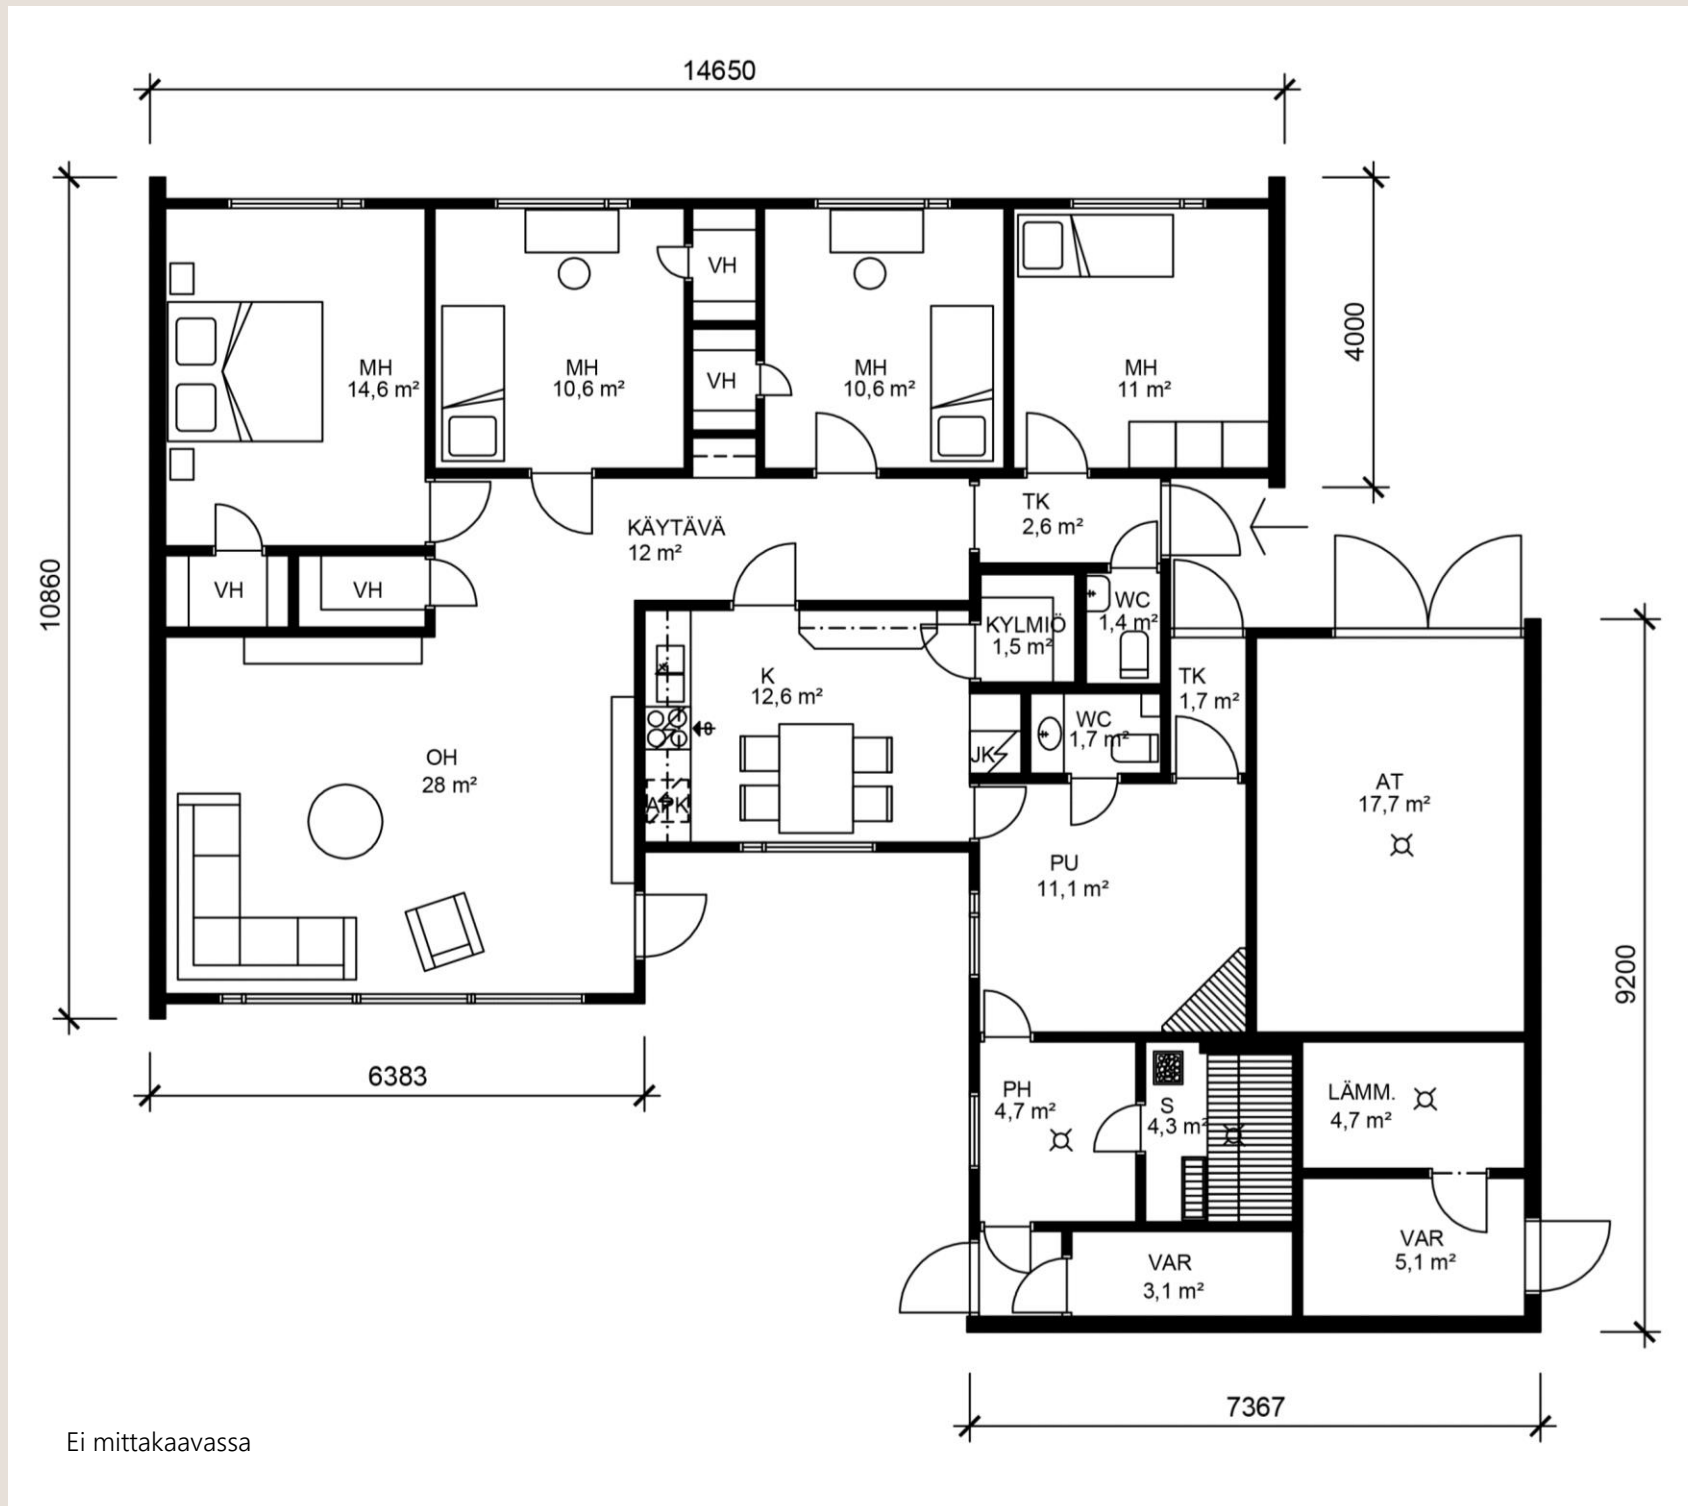 14650
10860
4000
VH
VH
MH
14,6 m²
MH
10,6 m²
MH
10,6 m²
MH
11 m²
TK
2,6 m²
KÄYTÄVÄ
12 m²
VH
VH
WC
1,4 m²
KYLMIÖ
1,5 m²
K
12,6 m²
TK
1,7 m²
WC
1,7 m²
JK
OH
28 m²
APK
AT
17,7 m²
PU
11,1 m²
9200
6383
PH
4,7 m²
S
4,3 m²
LÄMM.
4,7 m²
VAR
5,1 m²
VAR
3,1 m²
7367
Ei mittakaavassa